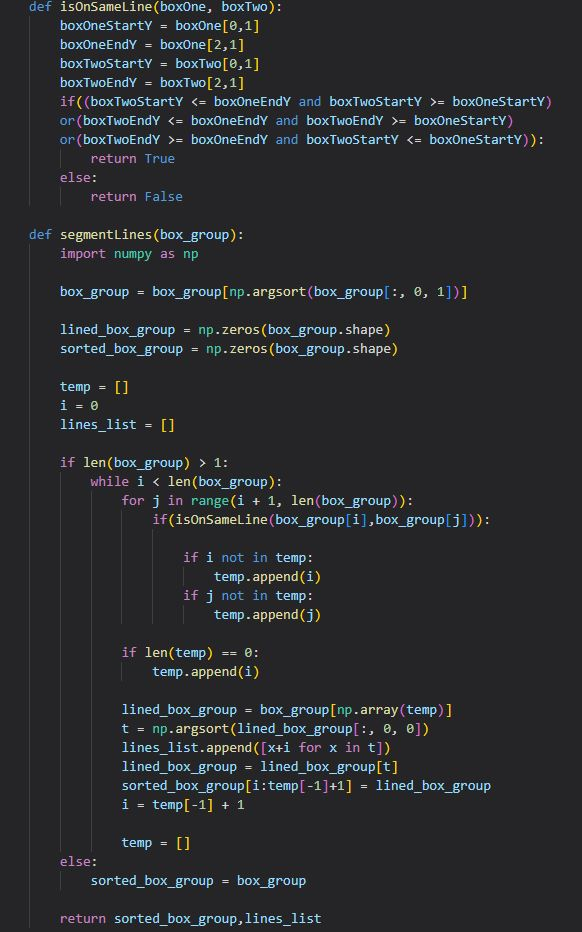 def isOnSameLine(boxOne, boxTwo):
    boxOneStartY = boxOne[0,1]
    boxOneEndY = boxOne[2,1]
    boxTwoStartY = boxTwo[0,1]
    boxTwoEndY = boxTwo[2,1]
    if((boxTwoStartY <= boxOneEndY and boxTwoStartY >= boxOneStartY)
    or(boxTwoEndY <= boxOneEndY and boxTwoEndY >= boxOneStartY)
    or(boxTwoEndY >= boxOneEndY and boxTwoStartY <= boxOneStartY)):
        return True
    else:
        return False

def segmentLines(box_group):
    import numpy as np

    box_group = box_group[np.argsort(box_group[:, 0, 1])]

    lined_box_group = np.zeros(box_group.shape)
    sorted_box_group = np.zeros(box_group.shape)

    temp = []
    i = 0
    lines_list = []

    if len(box_group) > 1:
        while i < len(box_group):
            for j in range(i + 1, len(box_group)):
                if(isOnSameLine(box_group[i],box_group[j])):

                    if i not in temp:
                        temp.append(i)
                    if j not in temp:
                        temp.append(j)

            if len(temp) == 0:
                temp.append(i)

            lined_box_group = box_group[np.array(temp)]
            t = np.argsort(lined_box_group[:, 0, 0])
            lines_list.append([x+i for x in t])
            lined_box_group = lined_box_group[t]
            sorted_box_group[i:temp[-1]+1] = lined_box_group
            i = temp[-1] + 1

            temp = []
    else:
        sorted_box_group = box_group

    return sorted_box_group,lines_list